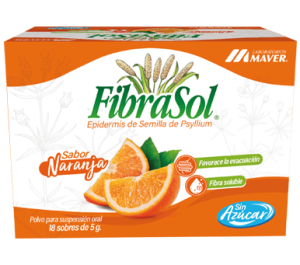 LABORATORIOS
MAVER
FibraSol®
Epidermis de Semilla de Psyllium
Sabor
Naranja
Favorece la evacuación
Fibra soluble
Polvo para suspensión oral
18 sobres de 5 g.
Sin
Azúcar